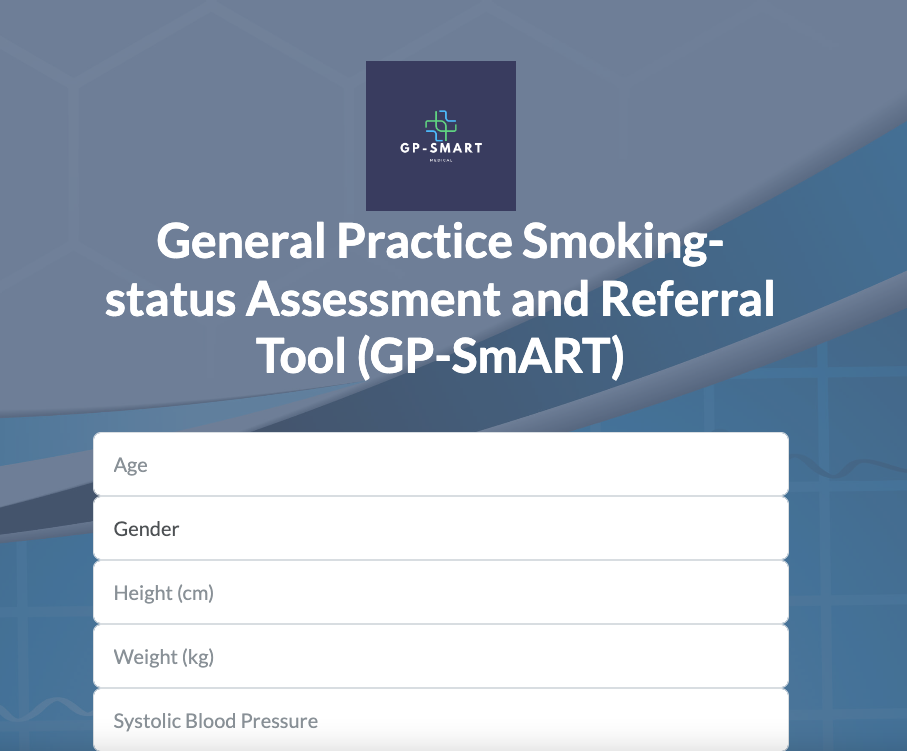 GP-SMART
MEDICAL
General Practice Smoking-
status Assessment and Referral
Tool (GP-SmART)
Age
Gender
Height (cm)
Weight (kg)
Systolic Blood Pressure